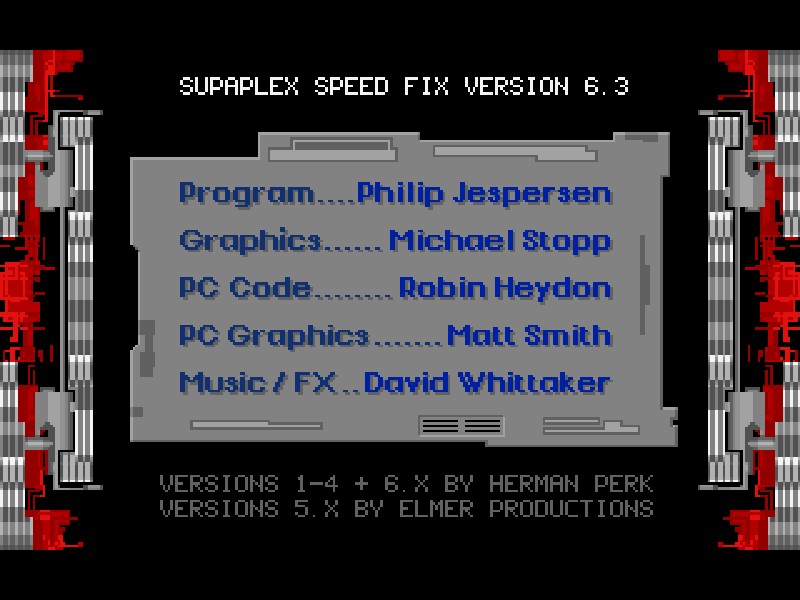 SUPAPLEX SPEED FIX VERSION 6.3
Program....Philip Jespersen
Graphics...... Michael Stopp
PC Code........ Robin Heydon
PC Graphics....... Matt Smith
Music / FX .. David Whittaker
VERSIONS 1-4 + 6.X BY HERMAN PERK
VERSIONS 5.X BY ELMER PRODUCTIONS